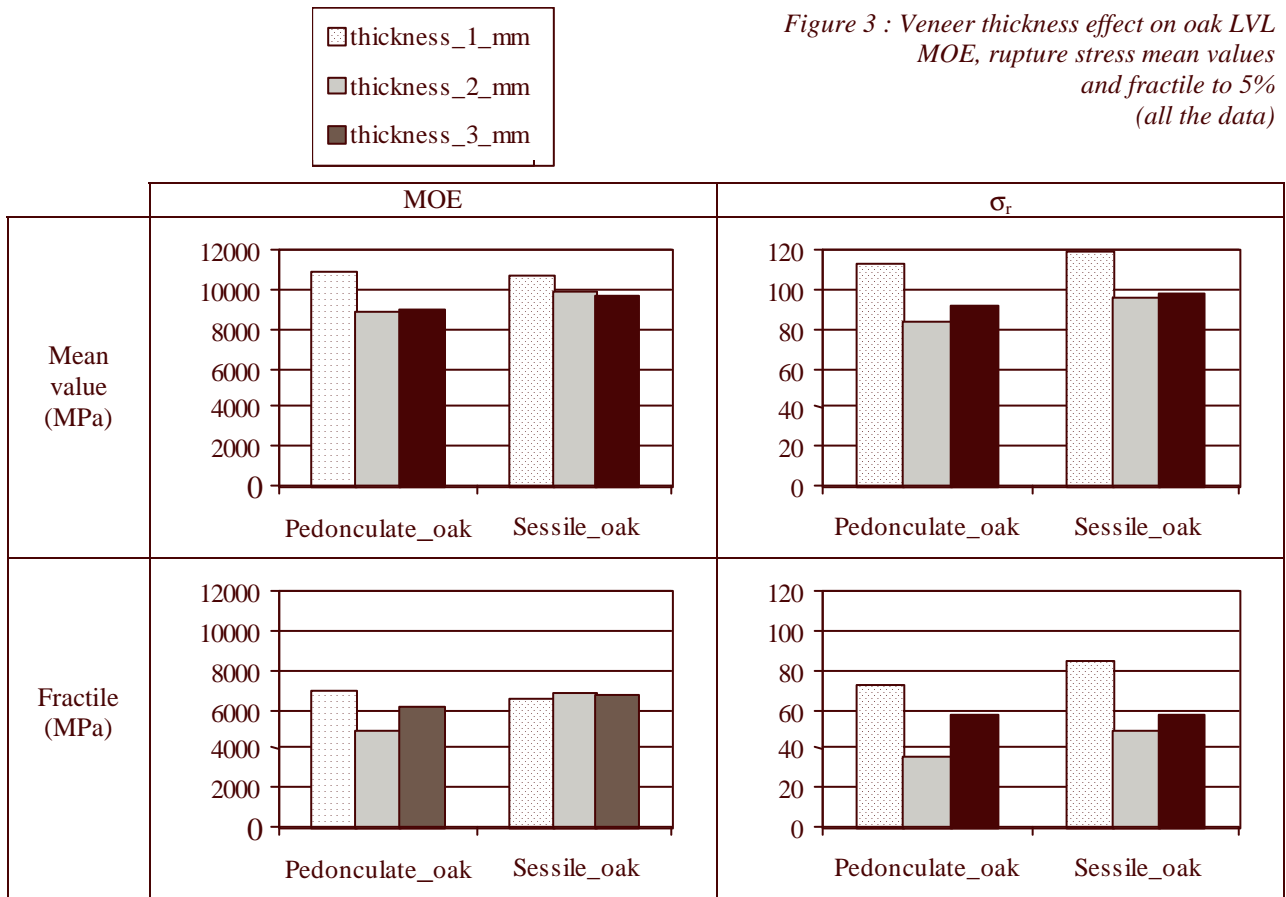 thickness_1_mm
thickness_2_mm
thickness_3_mm
Figure 3 : Veneer thickness effect on oak LVL
MOE, rupture stress mean values
and fractile to 5%
(all the data)
MOE
σr
Mean
value
(MPa)
12000
10000
8000
6000
4000
2000
0
Pedonculate_oak Sessile_oak
120
100
80
60
40
20
0
Pedonculate_oak Sessile_oak
Fractile
(MPa)
12000
10000
8000
6000
4000
2000
0
Pedonculate_oak Sessile_oak
120
100
80
60
40
20
0
Pedonculate_oak Sessile_oak